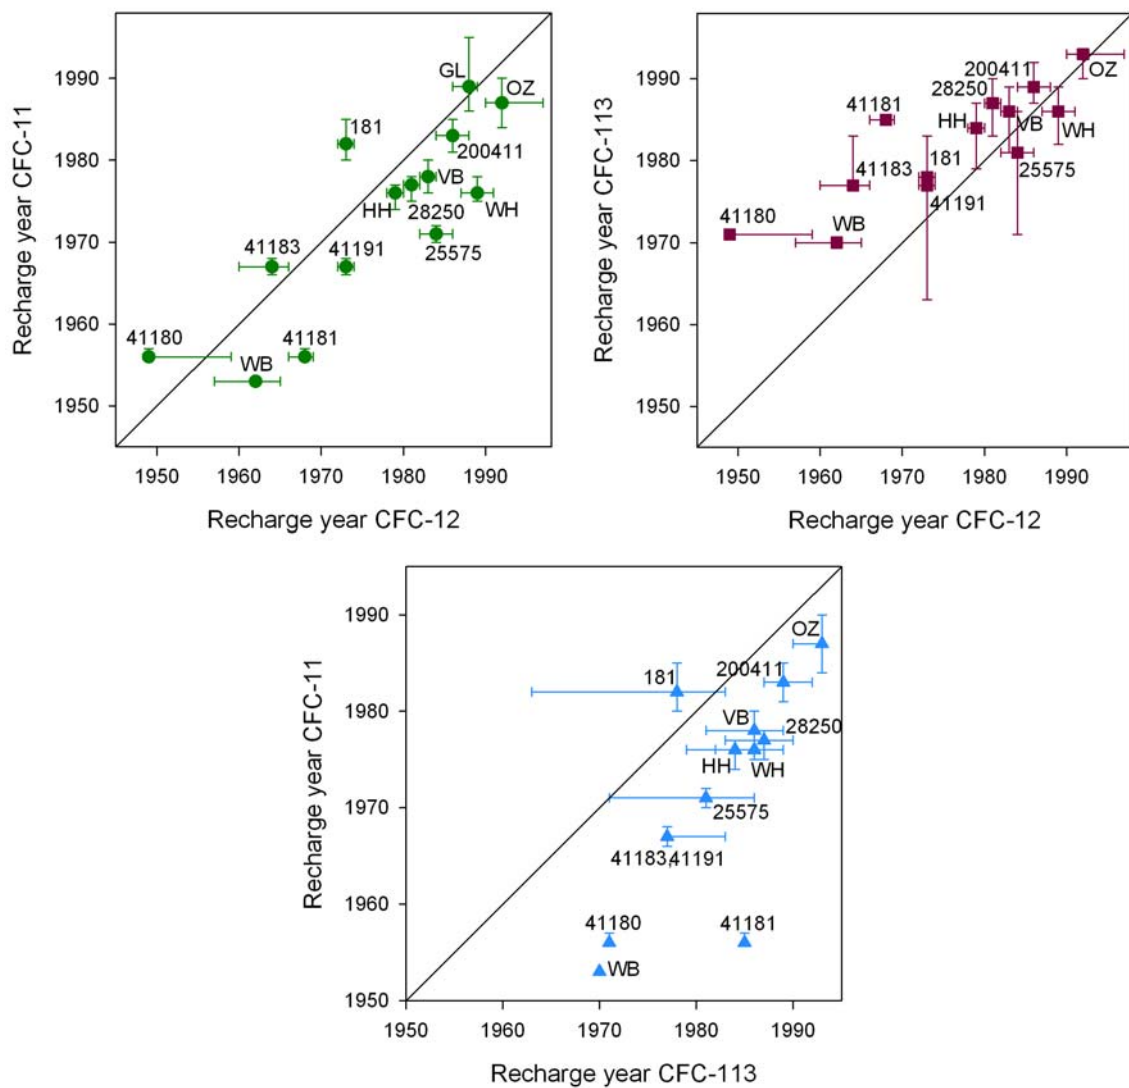 Recharge year CFC-11
1990
1980
1970
1960
1950
GL
OZ
181
200411
VB
HH
28250
WH
25575
41183
41191
41180
WB
41181
1950 1960 1970 1980 1990
Recharge year CFC-12
Recharge year CFC-113
1990
1980
1970
1960
1950
OZ
200411
28250
41181
HH
VB
WH
181
41183
25575
41191
41180
WB
1950 1960 1970 1980 1990
Recharge year CFC-12
Recharge year CFC-11
1990
1980
1970
1960
1950
OZ
181
200411
VB
28250
HH
WH
25575
41183,41191
41180
41181
WB
1950 1960 1970 1980 1990
Recharge year CFC-113